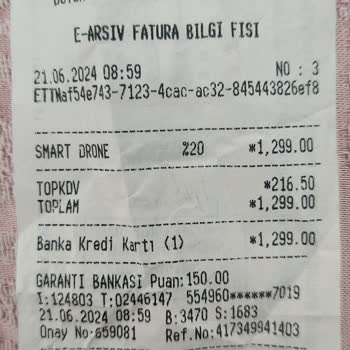 E-ARSIV FATURA BILGI FISI
21.06.2024 08:59 NO : 3
ETTNaf54e743-7123-4cac-ac32-845443826ef8
SMART DRONE %20 *1,299.00
TOPKDV *216.50
TOPLAM *1,299.00
Banka Kredi Kartı (1) *1,299.00
GARANTI BANKASI Puan:150.00
I:124803 T:02446147 554960******7019
21.06.2024 08:59 B:3470 S:1683
Onay No:659081 Ref.No:417349941403